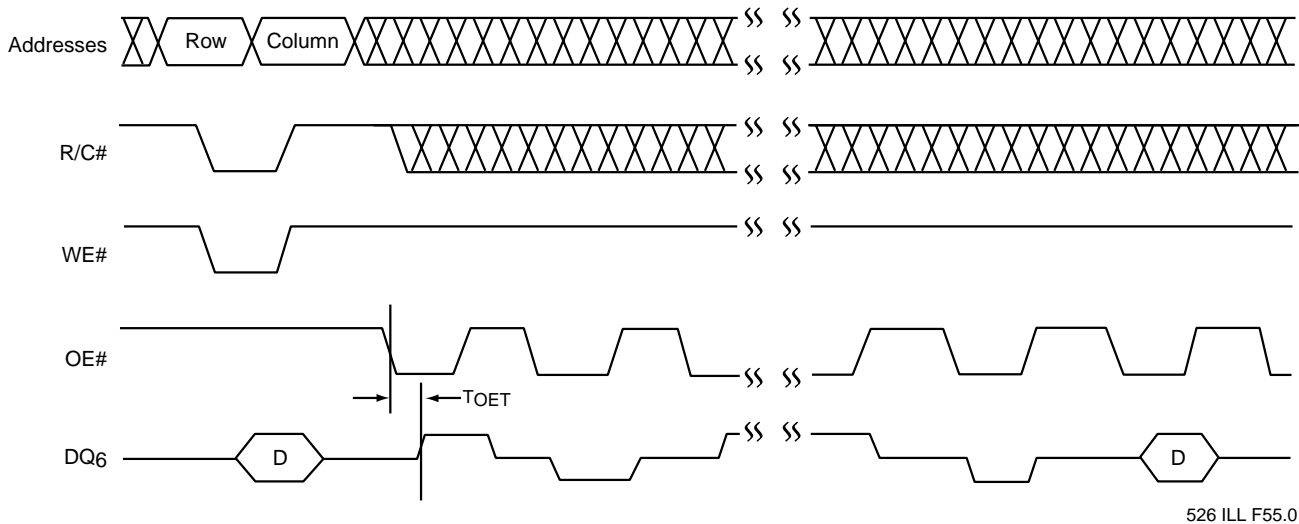 Addresses
Row
Column
R/C#
WE#
OE#
TOET
DQ6
D
D
526 ILL F55.0